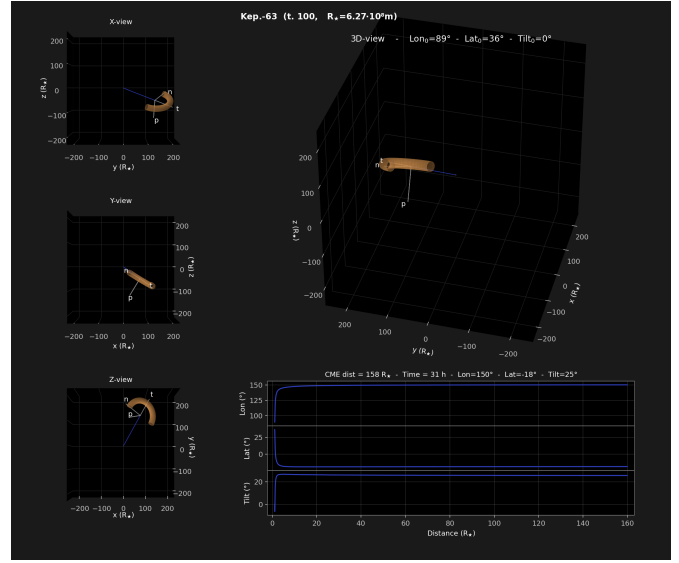 Kep.-63 (t. 100, R⋆=6.27·10⁸m)
X-view
200
100
0
−100
−200
z (R⋆)
n
t
p
−200 −100 0 100 200
y (R⋆)
Y-view
200
100
0
−100
−200
z (R⋆)
n
t
p
−200 −100 0 100 200
x (R⋆)
Z-view
200
100
0
−100
−200
y (R⋆)
n
t
p
−200 −100 0 100 200
x (R⋆)
3D-view - Lon₀=89° - Lat₀=36° - Tilt₀=0°
200
100
0
−100
−200
z (R⋆)
n
t
p
200 100 0 −100 −200
y (R⋆)
200
100
0
−100
−200
x (R⋆)
CME dist = 158 R⋆ - Time = 31 h - Lon=150° - Lat=-18° - Tilt=25°
150
125
100
Lon (°)
25
0
Lat (°)
20
0
Tilt (°)
0 20 40 60 80 100 120 140 160
Distance (R⋆)